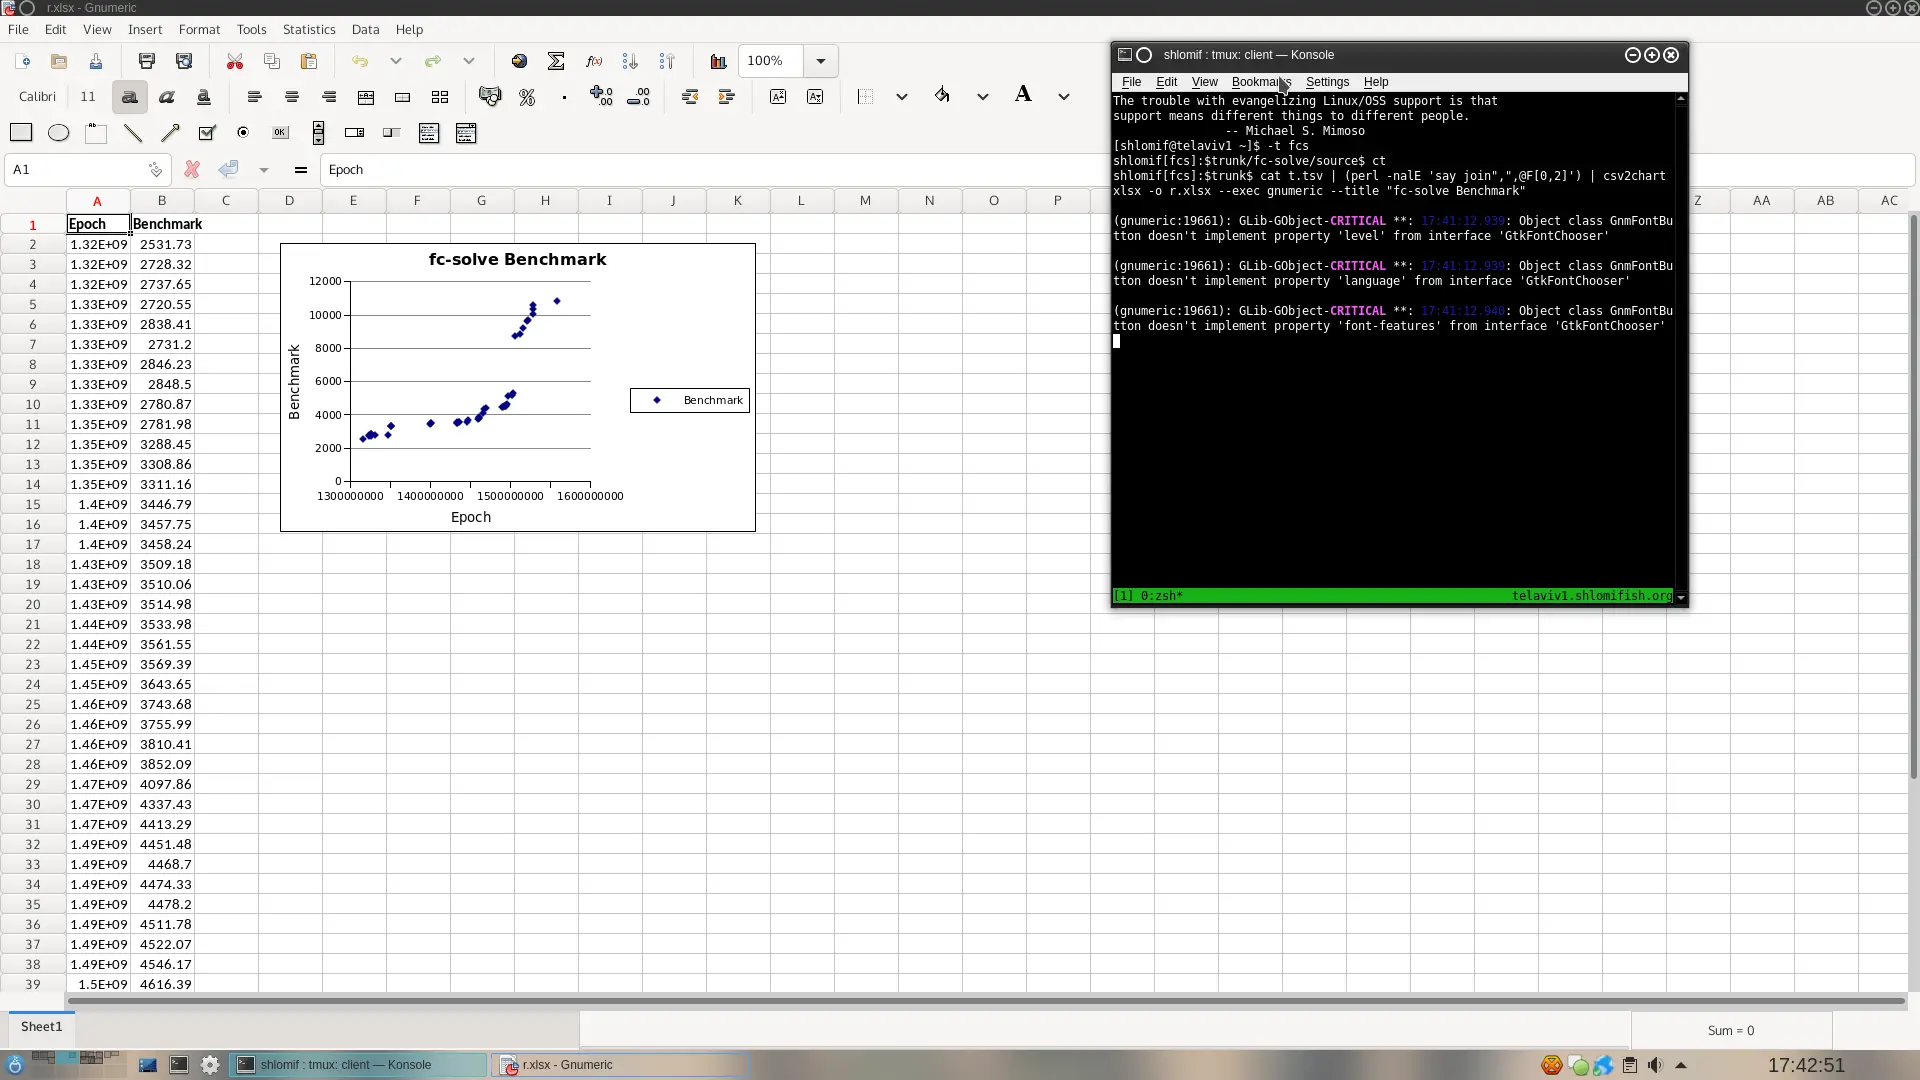 r.xlsx - Gnumeric
File Edit View Insert Format Tools Statistics Data Help
100%
Calibri 11
A1 Epoch
A B C D E F G H I J K L M N O P Z AA AB AC
1 Epoch Benchmark
2 1.32E+09 2531.73
3 1.32E+09 2728.32
4 1.32E+09 2737.65
5 1.33E+09 2720.55
6 1.33E+09 2838.41
7 1.33E+09 2731.2
8 1.33E+09 2846.23
9 1.33E+09 2848.5
10 1.33E+09 2780.87
11 1.35E+09 2781.98
12 1.35E+09 3288.45
13 1.35E+09 3308.86
14 1.35E+09 3311.16
15 1.4E+09 3446.79
16 1.4E+09 3457.75
17 1.4E+09 3458.24
18 1.43E+09 3509.18
19 1.43E+09 3510.06
20 1.43E+09 3514.98
21 1.44E+09 3533.98
22 1.44E+09 3561.55
23 1.45E+09 3569.39
24 1.45E+09 3643.65
25 1.46E+09 3743.68
26 1.46E+09 3755.99
27 1.46E+09 3810.41
28 1.46E+09 3852.09
29 1.47E+09 4097.86
30 1.47E+09 4337.43
31 1.47E+09 4413.29
32 1.49E+09 4451.48
33 1.49E+09 4468.7
34 1.49E+09 4474.33
35 1.49E+09 4478.2
36 1.49E+09 4511.78
37 1.49E+09 4522.07
38 1.49E+09 4546.17
39 1.5E+09 4616.39
fc-solve Benchmark
12000
10000
8000
6000
4000
2000
0
Benchmark
1300000000 1400000000 1500000000 1600000000
Epoch
Benchmark
shlomif : tmux: client — Konsole
File Edit View Bookmarks Settings Help
The trouble with evangelizing Linux/OSS support is that
support means different things to different people.
-- Michael S. Mimoso
[shlomif@telaviv1 ~]$ -t fcs
shlomif[fcs]:$trunk/fc-solve/source$ ct
shlomif[fcs]:$trunk$ cat t.tsv | (perl -nalE 'say join",",@F[0,2]') | csv2chart
xlsx -o r.xlsx --exec gnumeric --title "fc-solve Benchmark"
(gnumeric:19661): GLib-GObject-CRITICAL **: 17:41:12.939: Object class GnmFontBu
tton doesn't implement property 'level' from interface 'GtkFontChooser'
(gnumeric:19661): GLib-GObject-CRITICAL **: 17:41:12.939: Object class GnmFontBu
tton doesn't implement property 'language' from interface 'GtkFontChooser'
(gnumeric:19661): GLib-GObject-CRITICAL **: 17:41:12.940: Object class GnmFontBu
tton doesn't implement property 'font-features' from interface 'GtkFontChooser'
[1] 0:zsh* telaviv1.shlomifish.org
Sheet1
Sum = 0
shlomif : tmux: client — Konsole
r.xlsx - Gnumeric
17:42:51